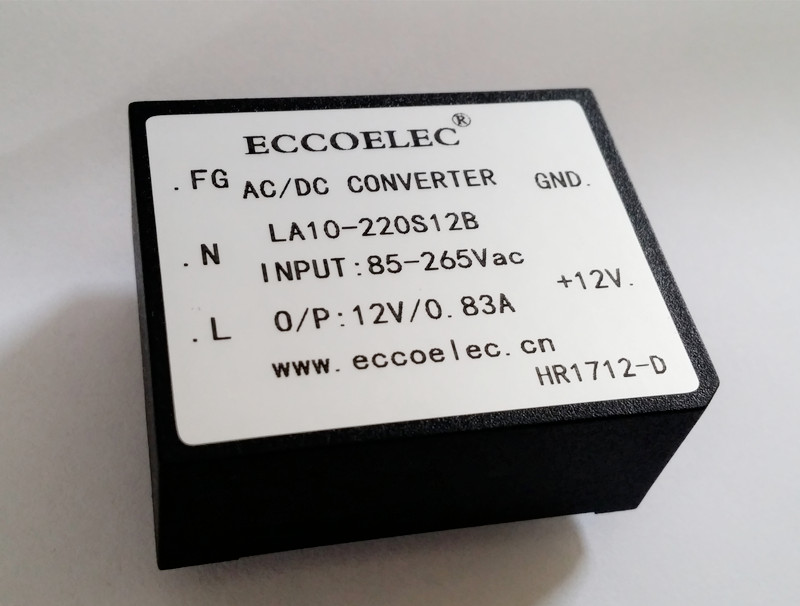 ECCOELEC®
.FG AC/DC CONVERTER GND.
LA10-220S12B
.N INPUT:85-265Vac
+12V.
.L O/P:12V/0.83A
www.eccoelec.cn
HR1712-D